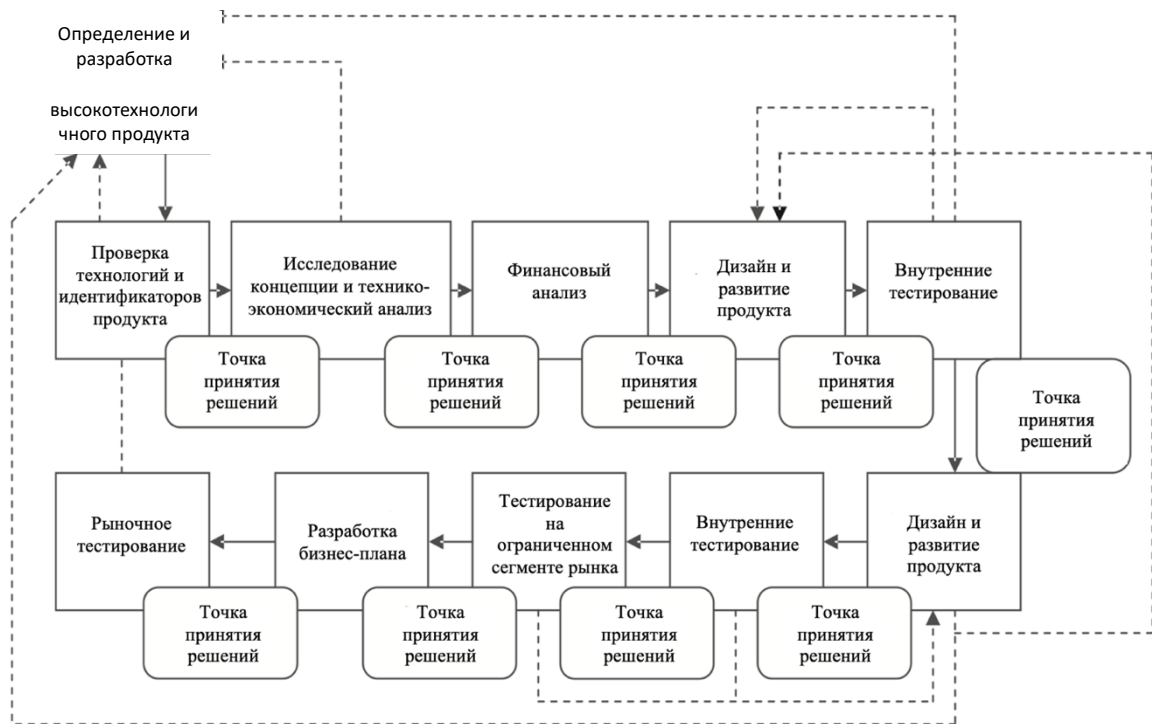 Определение и
разработка
высокотехнологи
чного продукта
Проверка
технологий и
идентификаторов
продукта
Исследование
концепции и технико-
экономический анализ
Финансовый
анализ
Дизайн и
развитие
продукта
Внутренние
тестирование
Точка
принятия
решений
Точка
принятия
решений
Точка
принятия
решений
Точка
принятия
решений
Точка
принятия
решений
Рыночное
тестирование
Разработка
бизнес-плана
Тестирование
на
ограниченном
сегменте рынка
Внутренние
тестирование
Дизайн и
развитие
продукта
Точка
принятия
решений
Точка
принятия
решений
Точка
принятия
решений
Точка
принятия
решений